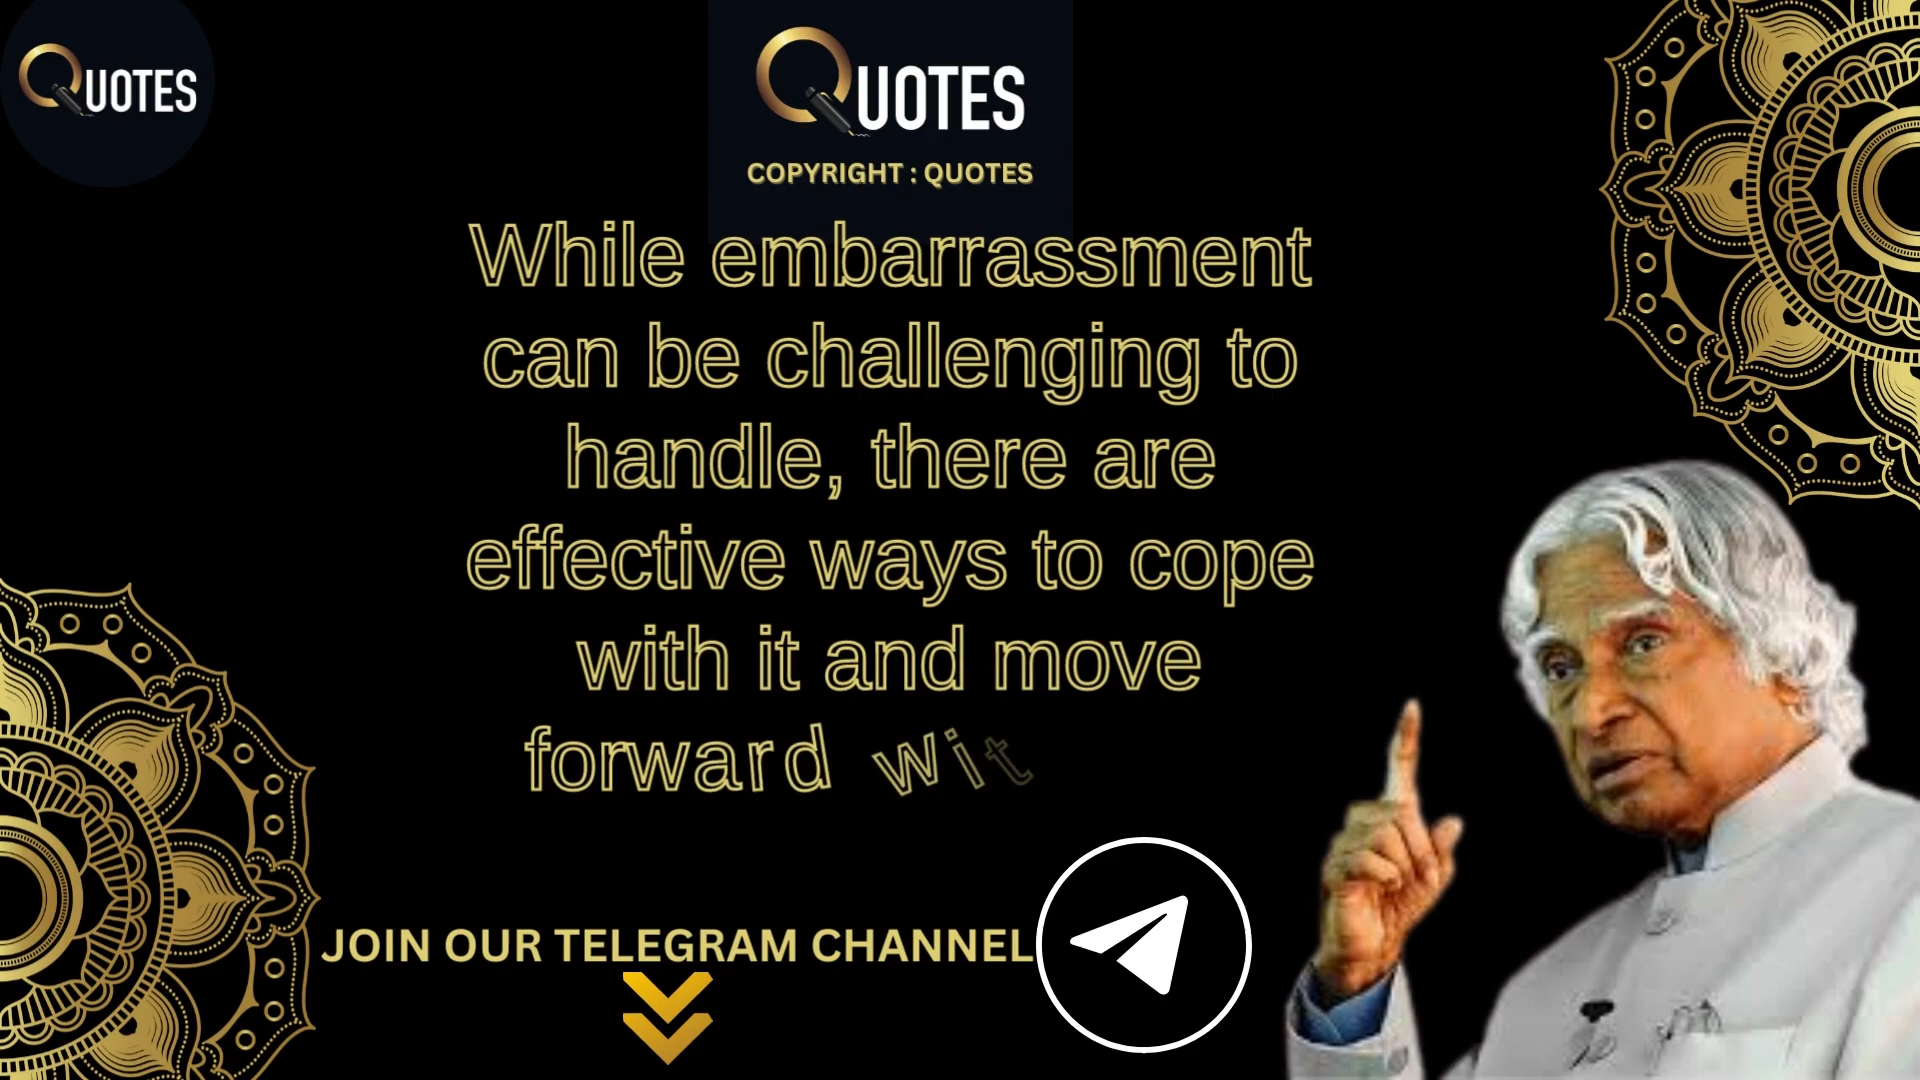 QUOTES
QUOTES
COPYRIGHT : QUOTES
While embarrassment
can be challenging to
handle, there are
effective ways to cope
with it and move
forward wit
JOIN OUR TELEGRAM CHANNEL